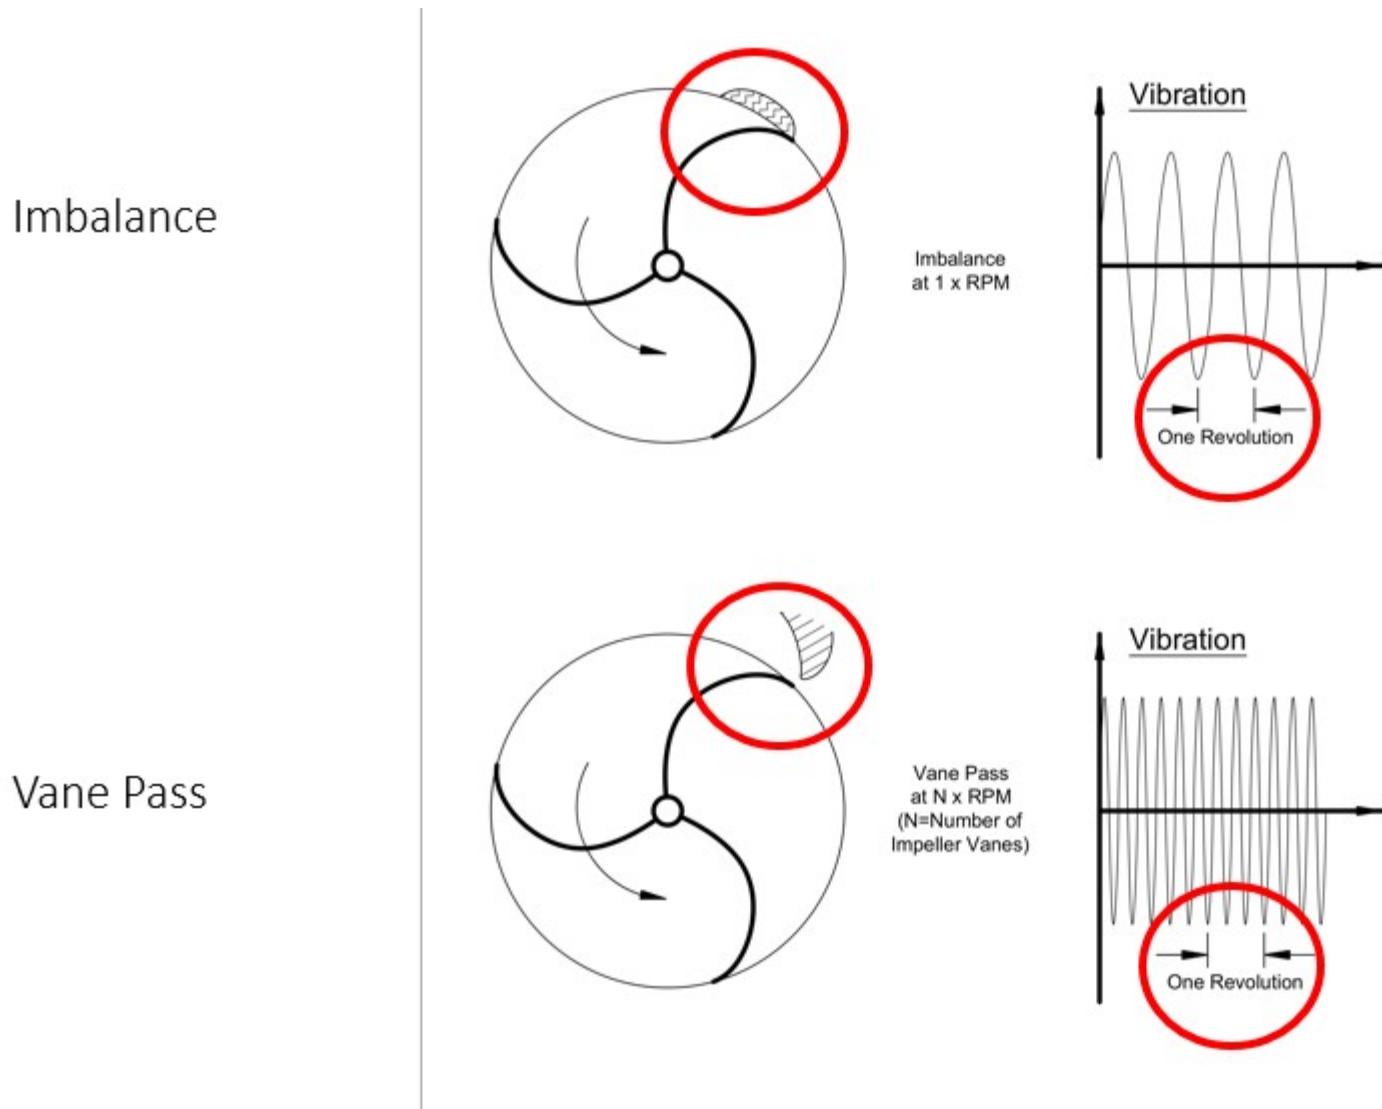 Imbalance
Imbalance
at 1 x RPM
Vibration
One Revolution
Vane Pass
Vane Pass
at N x RPM
(N=Number of
Impeller Vanes)
Vibration
One Revolution